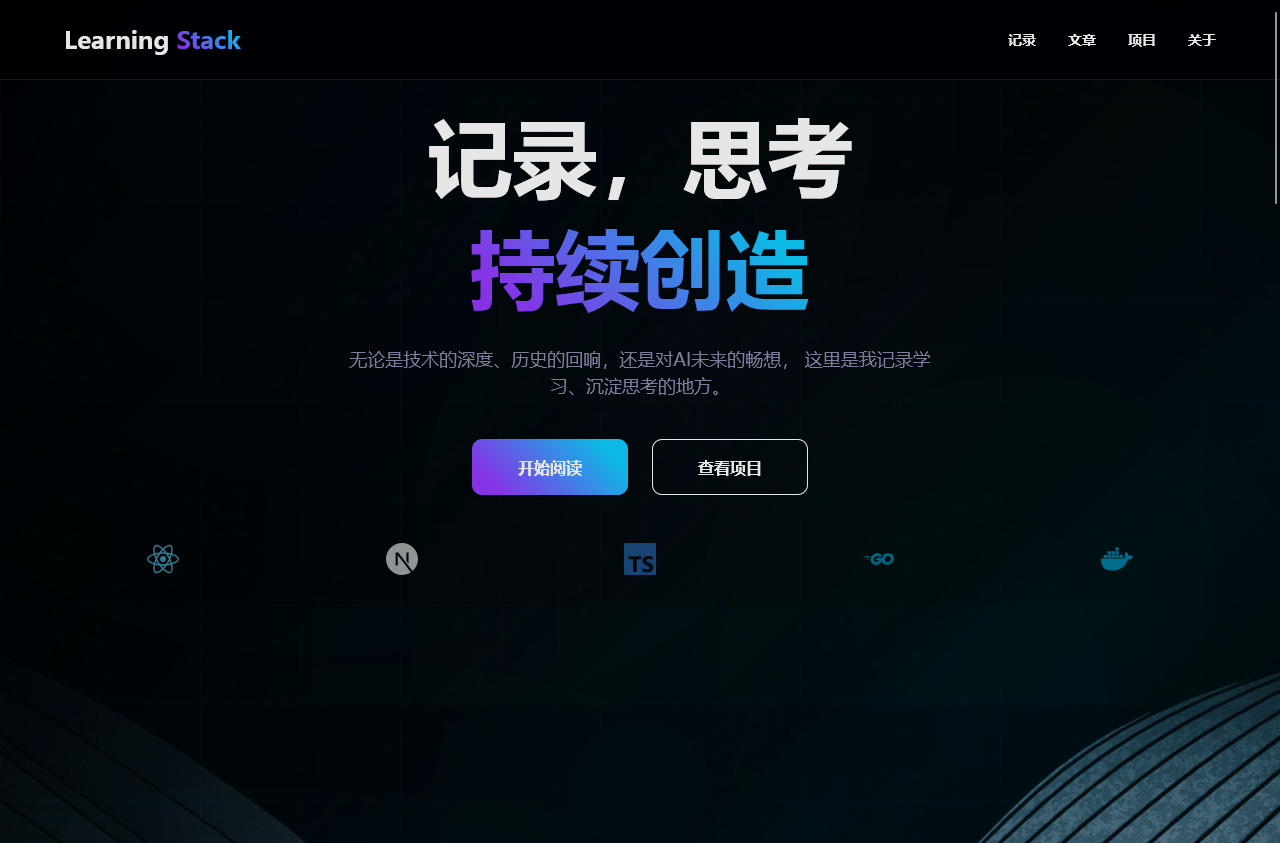 Learning Stack
记录 文章 项目 关于
记录，思考
持续创造
无论是技术的深度、历史的回响，还是对AI未来的畅想， 这里是我记录学
习、沉淀思考的地方。
开始阅读 查看项目
N TS GO